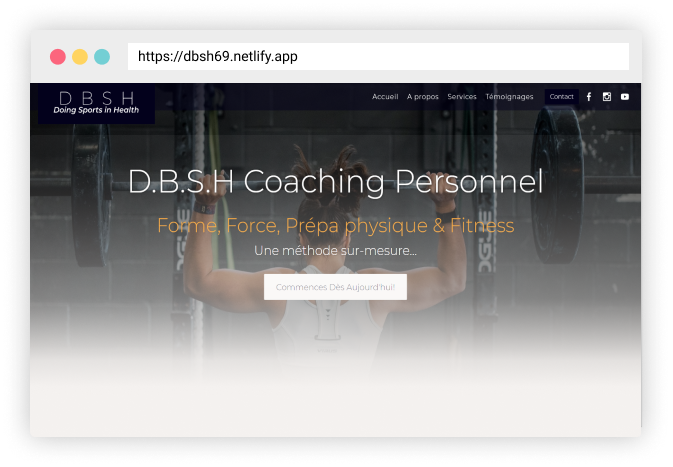 https://dbsh69.netlify.app
D B S H
Doing Sports in Health
Accueil A propos Services Témoignages Contact
D.B.S.H Coaching Personnel
Forme, Force, Prépa physique & Fitness
Une méthode sur-mesure...
Commences Dès Aujourd'hui!